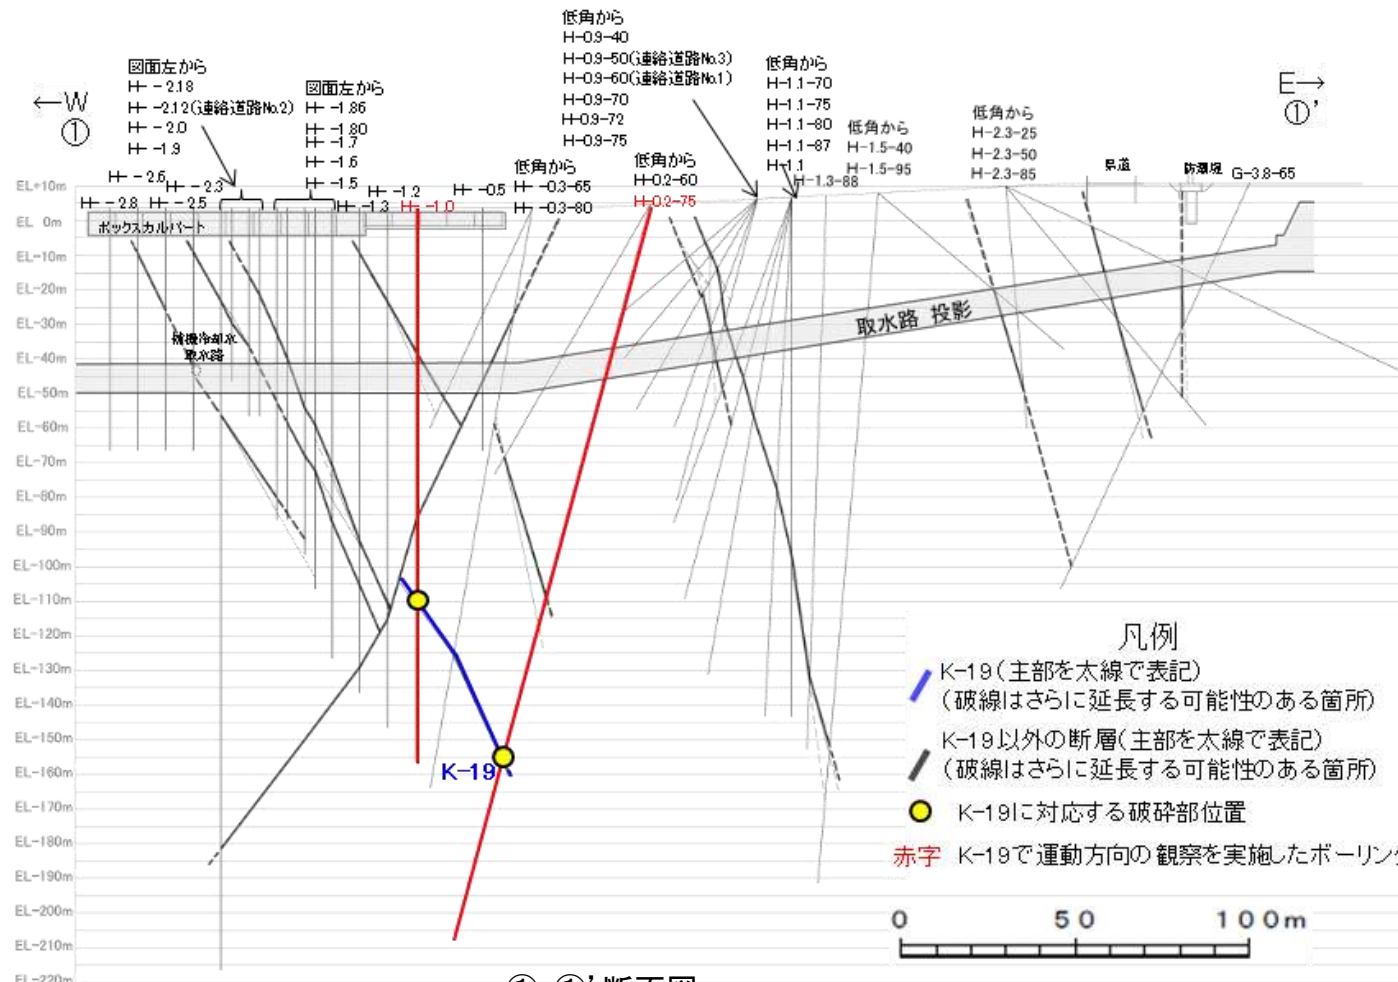 低角から
H-0.9-40
H-0.9-50(連絡道路No.3)
H-0.9-60(連絡道路No.1)
H-0.9-70
H-0.9-72
H-0.9-75
図面左から
H- -2.18
H- -2.12(連絡道路No.2)
H- -2.0
H- -1.9
図面左から
H- -1.86
H- -1.80
H- -1.7
H- -1.6
H- -1.5
低角から
H-1.1-70
H-1.1-75
H-1.1-80
H-1.1-87
H-1.1
低角から
H-1.5-40
H-1.5-95
低角から
H-2.3-25
H-2.3-50
H-2.3-85
←W
①
E→
①'
低角から
H- -0.3-65
H- -0.3-80
低角から
H-0.2-60
H-0.2-75
県道
防潮堤
G-3.8-65
H-1.3-88
H- -2.6
H- -2.3
H- -2.8
H- -2.5
H- -1.3
H- -1.2
H- -1.0
H- -0.5
ボックスカルバート
補機冷却水
取水路
取水路 投影
EL+10m
EL 0m
EL-10m
EL-20m
EL-30m
EL-40m
EL-50m
EL-60m
EL-70m
EL-80m
EL-90m
EL-100m
EL-110m
EL-120m
EL-130m
EL-140m
EL-150m
EL-160m
EL-170m
EL-180m
EL-190m
EL-200m
EL-210m
EL-220m
K-19
凡例
K-19(主部を太線で表記)
(破線はさらに延長する可能性のある箇所)
K-19以外の断層(主部を太線で表記)
(破線はさらに延長する可能性のある箇所)
K-19に対応する破砕部位置
赤字 K-19で運動方向の観察を実施したボーリング
0 50 100m
①-①'断面図